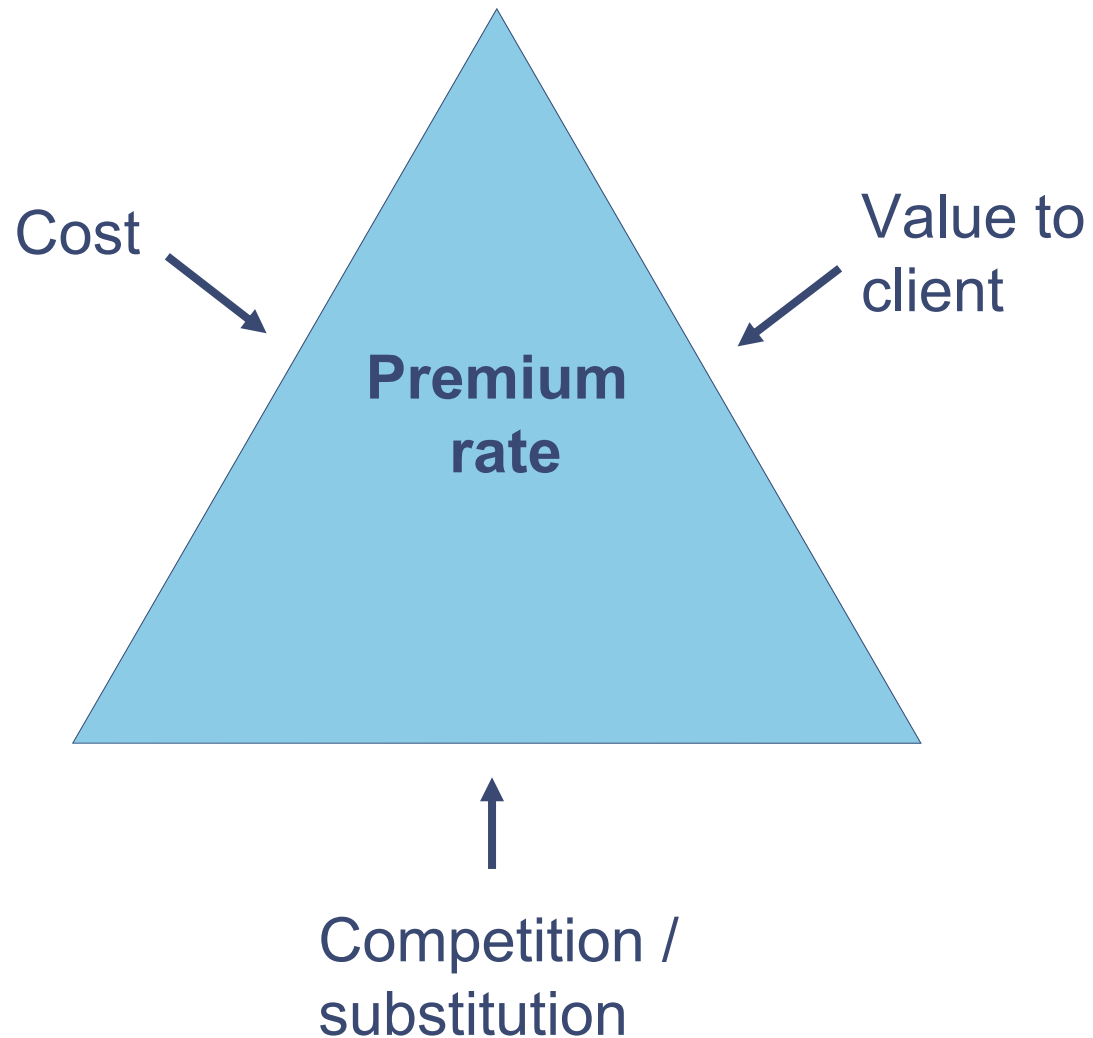 Cost
Value to
client
Premium
rate
Competition /
substitution